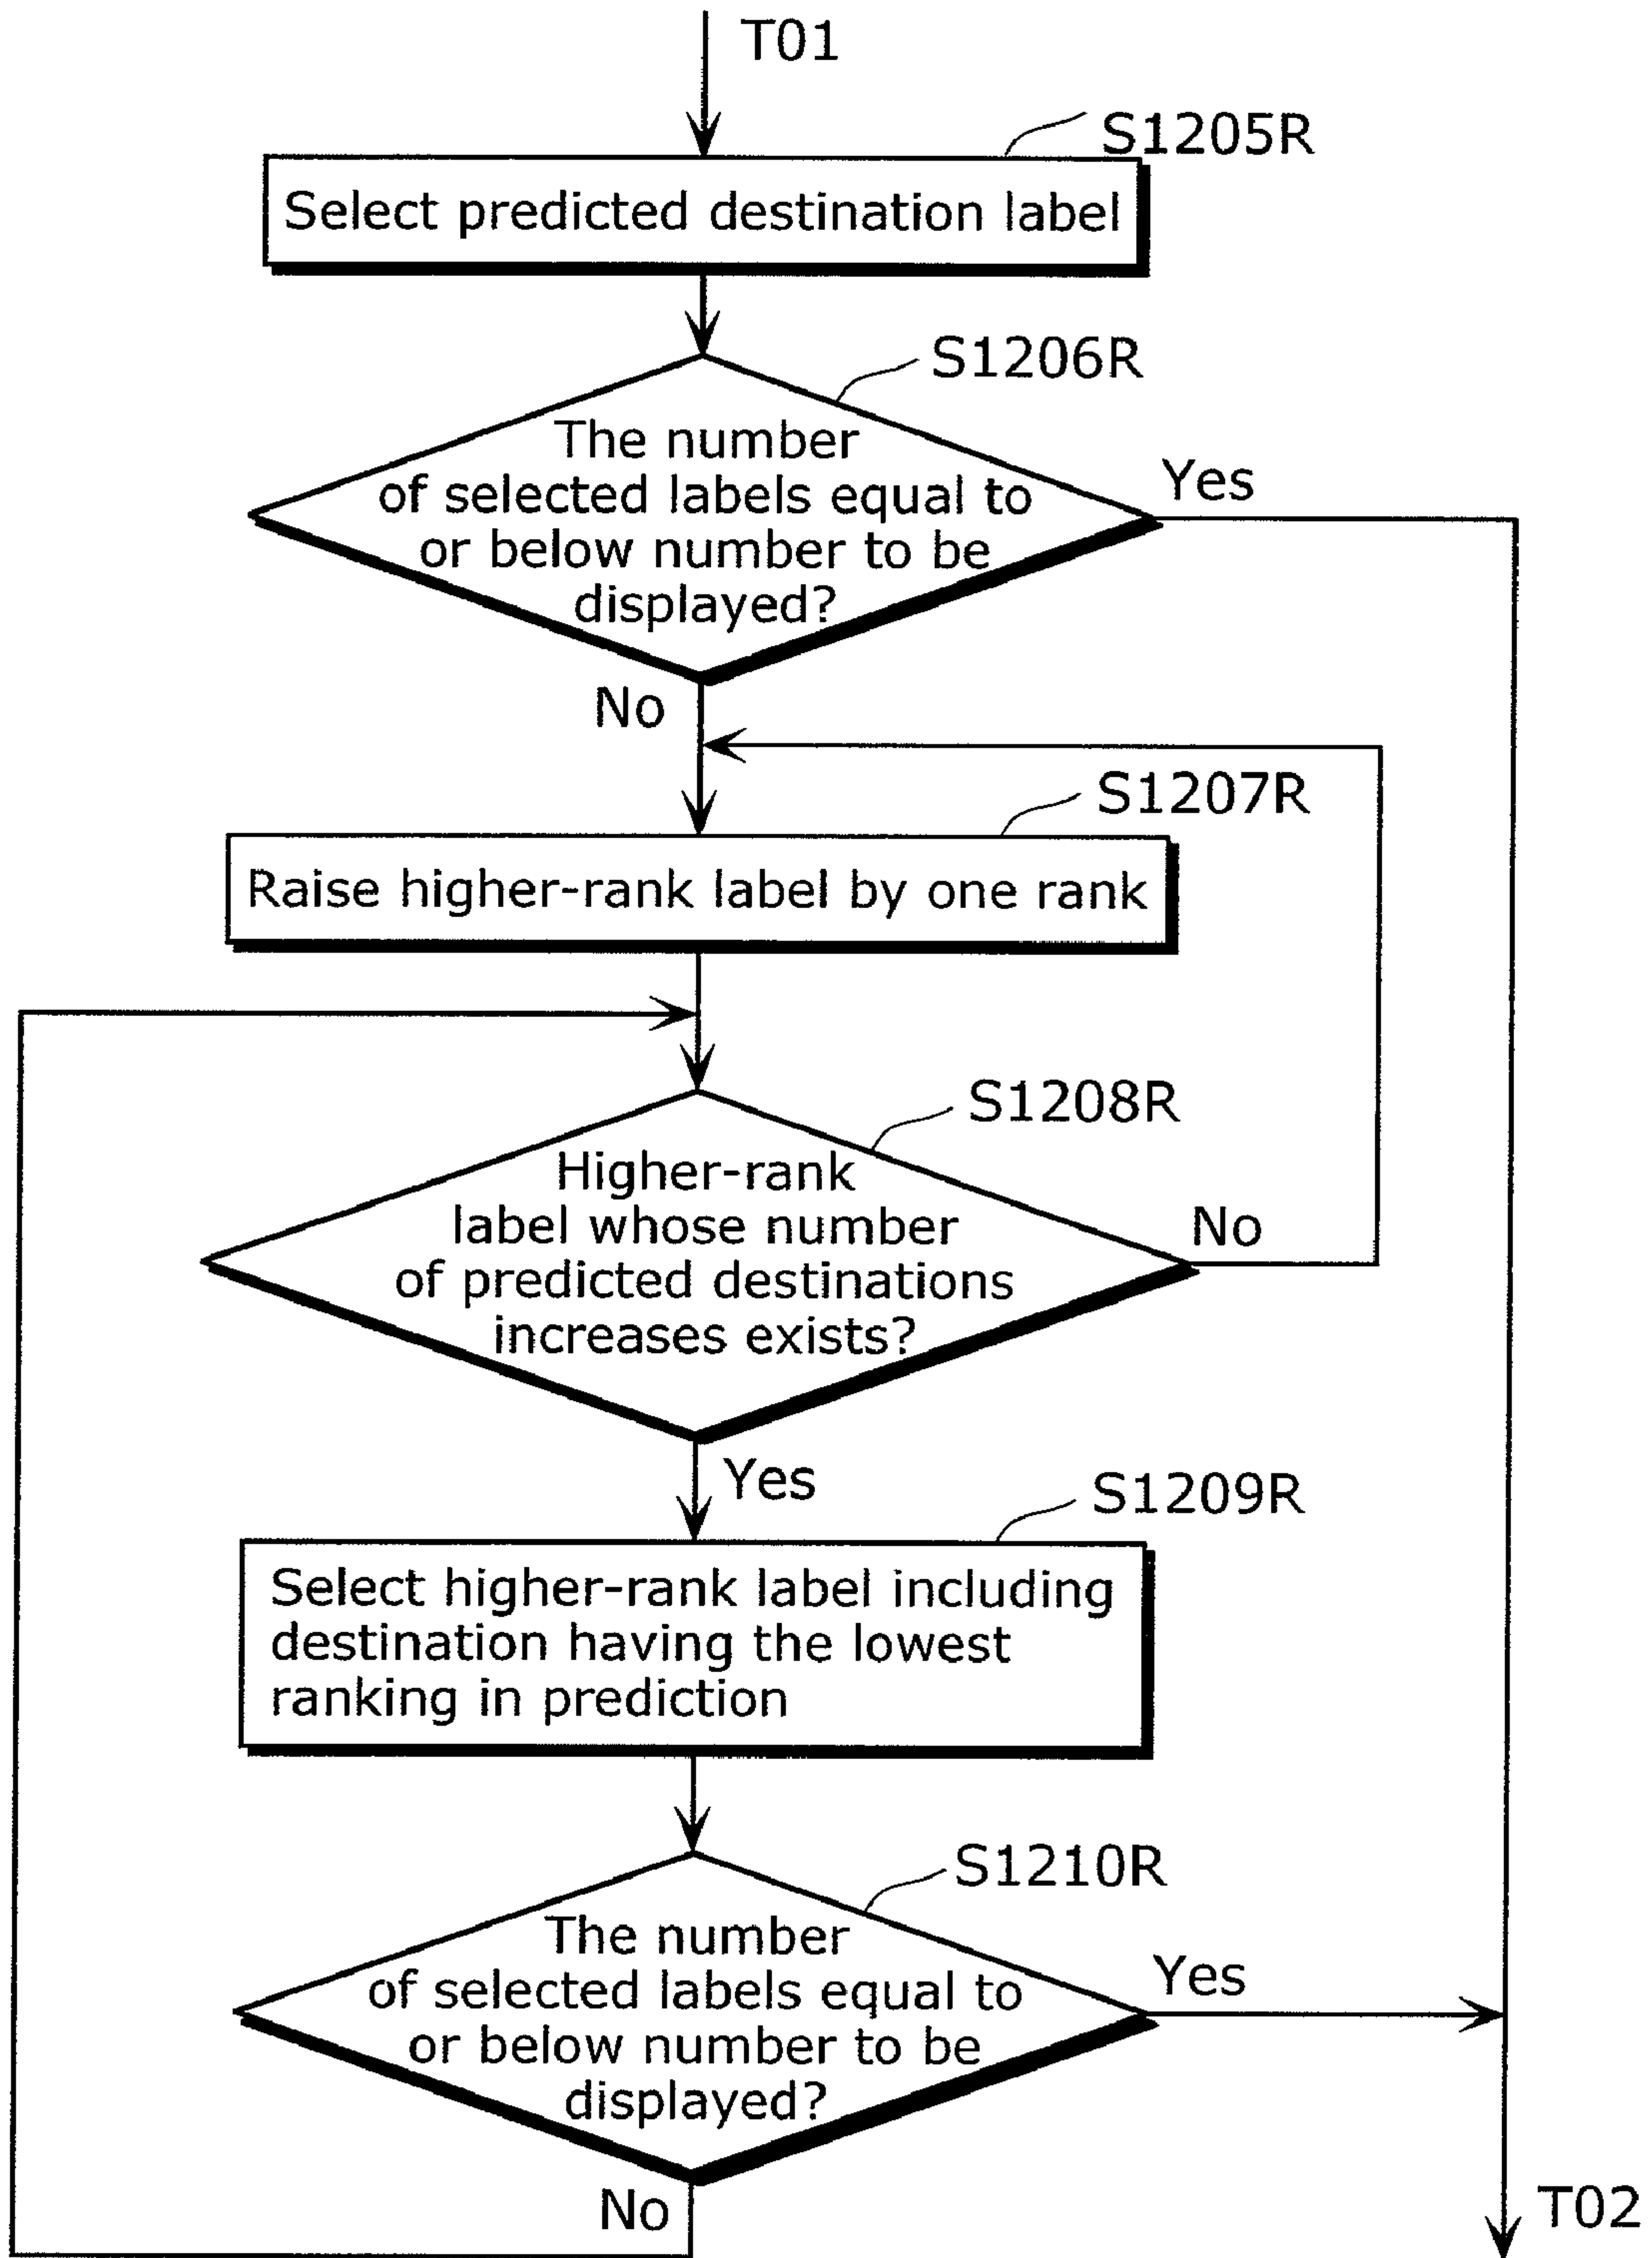 T01
S1205R
Select predicted destination label
S1206R
The number
of selected labels equal to
or below number to be
displayed?
Yes
No
S1207R
Raise higher-rank label by one rank
S1208R
Higher-rank
label whose number
of predicted destinations
increases exists?
No
Yes
S1209R
Select higher-rank label including
destination having the lowest
ranking in prediction
S1210R
The number
of selected labels equal to
or below number to be
displayed?
Yes
No
T02